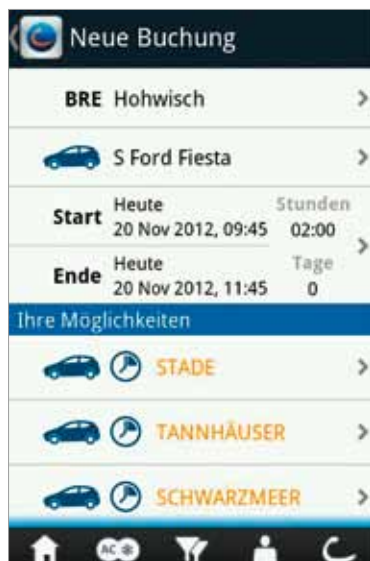 Neue Buchung
BRE Hohwisch
S Ford Fiesta
Start Heute Stunden
20 Nov 2012, 09:45 02:00
Ende Heute Tage
20 Nov 2012, 11:45 0
Ihre Möglichkeiten
STADE
TANNHÄUSER
SCHWARZMEER
AC